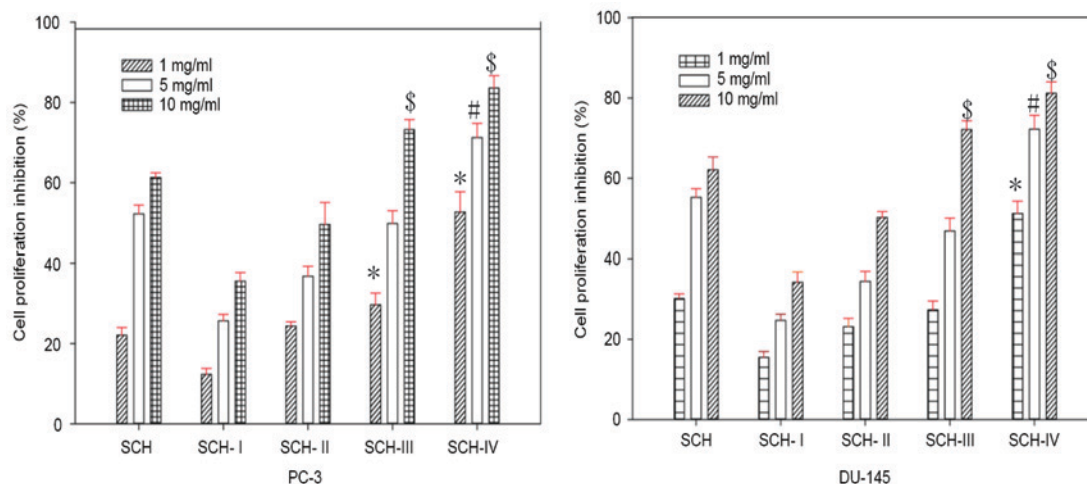 100
80
60
40
20
0
Cell proliferation inhibition (%)
1 mg/ml
5 mg/ml
10 mg/ml
* * # $ $
SCH SCH- I SCH- II SCH-III SCH-IV
PC-3
100
80
60
40
20
0
Cell proliferation inhibition (%)
1 mg/ml
5 mg/ml
10 mg/ml
$ * # $
SCH SCH- I SCH- II SCH-III SCH-IV
DU-145